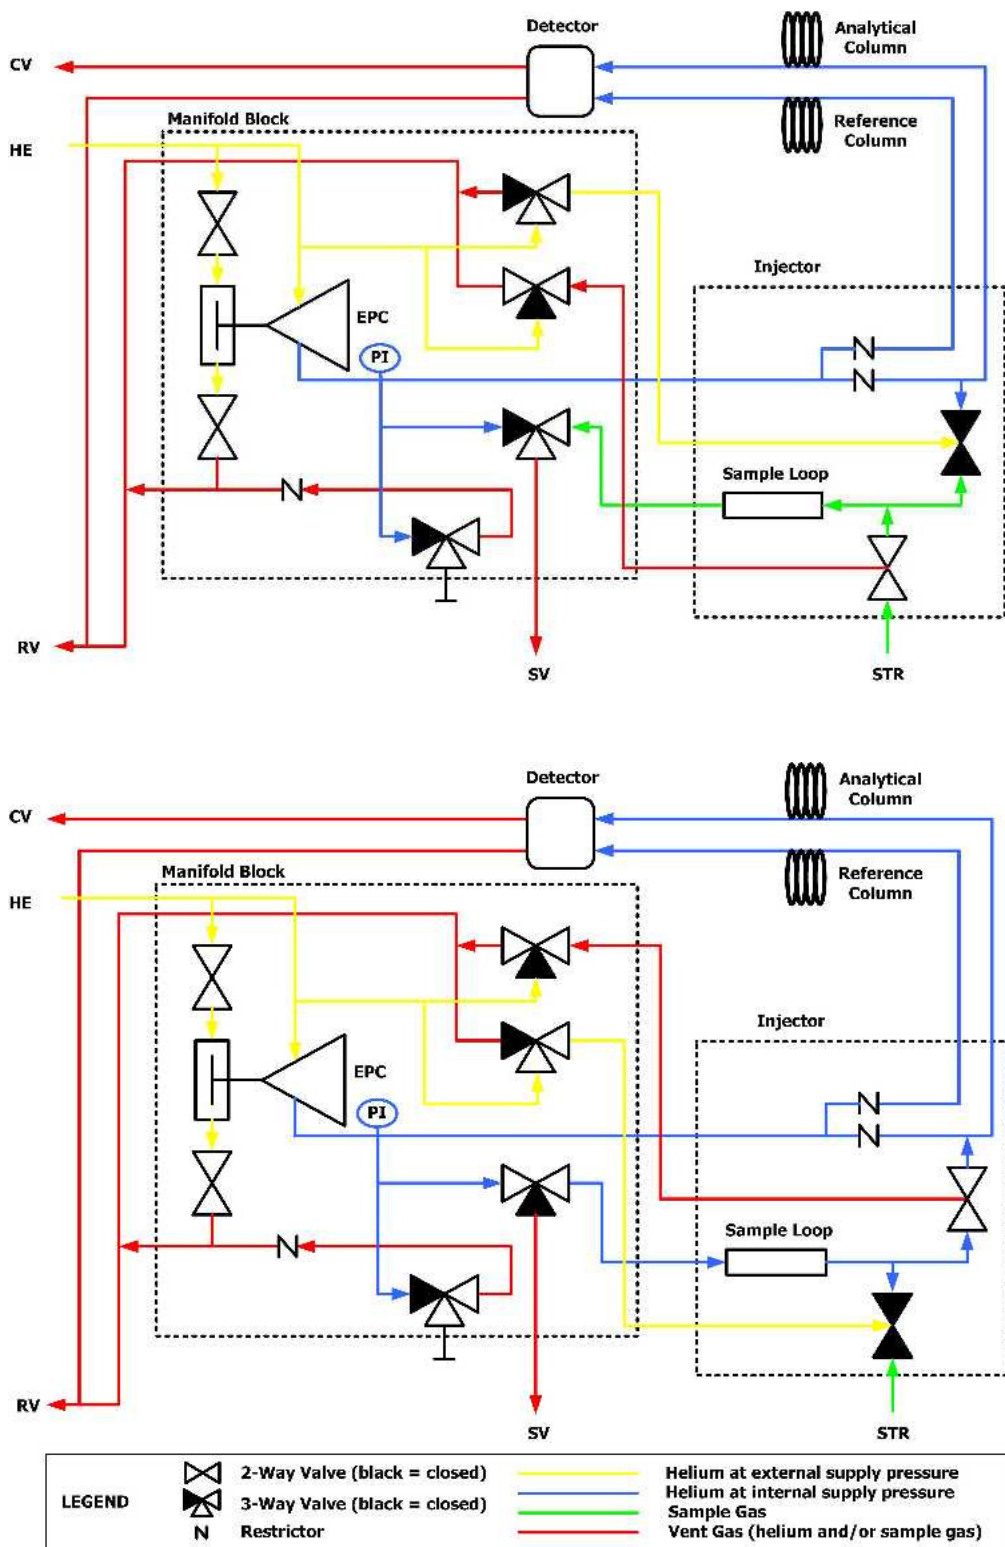 Detector
Analytical
Column
CV
Manifold Block
Reference
Column
HE
Injector
EPC
PI
Sample Loop
RV
SV
STR
Detector
Analytical
Column
CV
Manifold Block
Reference
Column
HE
Injector
EPC
PI
Sample Loop
RV
SV
STR
LEGEND
2-Way Valve (black = closed)
3-Way Valve (black = closed)
Restrictor
Helium at external supply pressure
Helium at internal supply pressure
Sample Gas
Vent Gas (helium and/or sample gas)